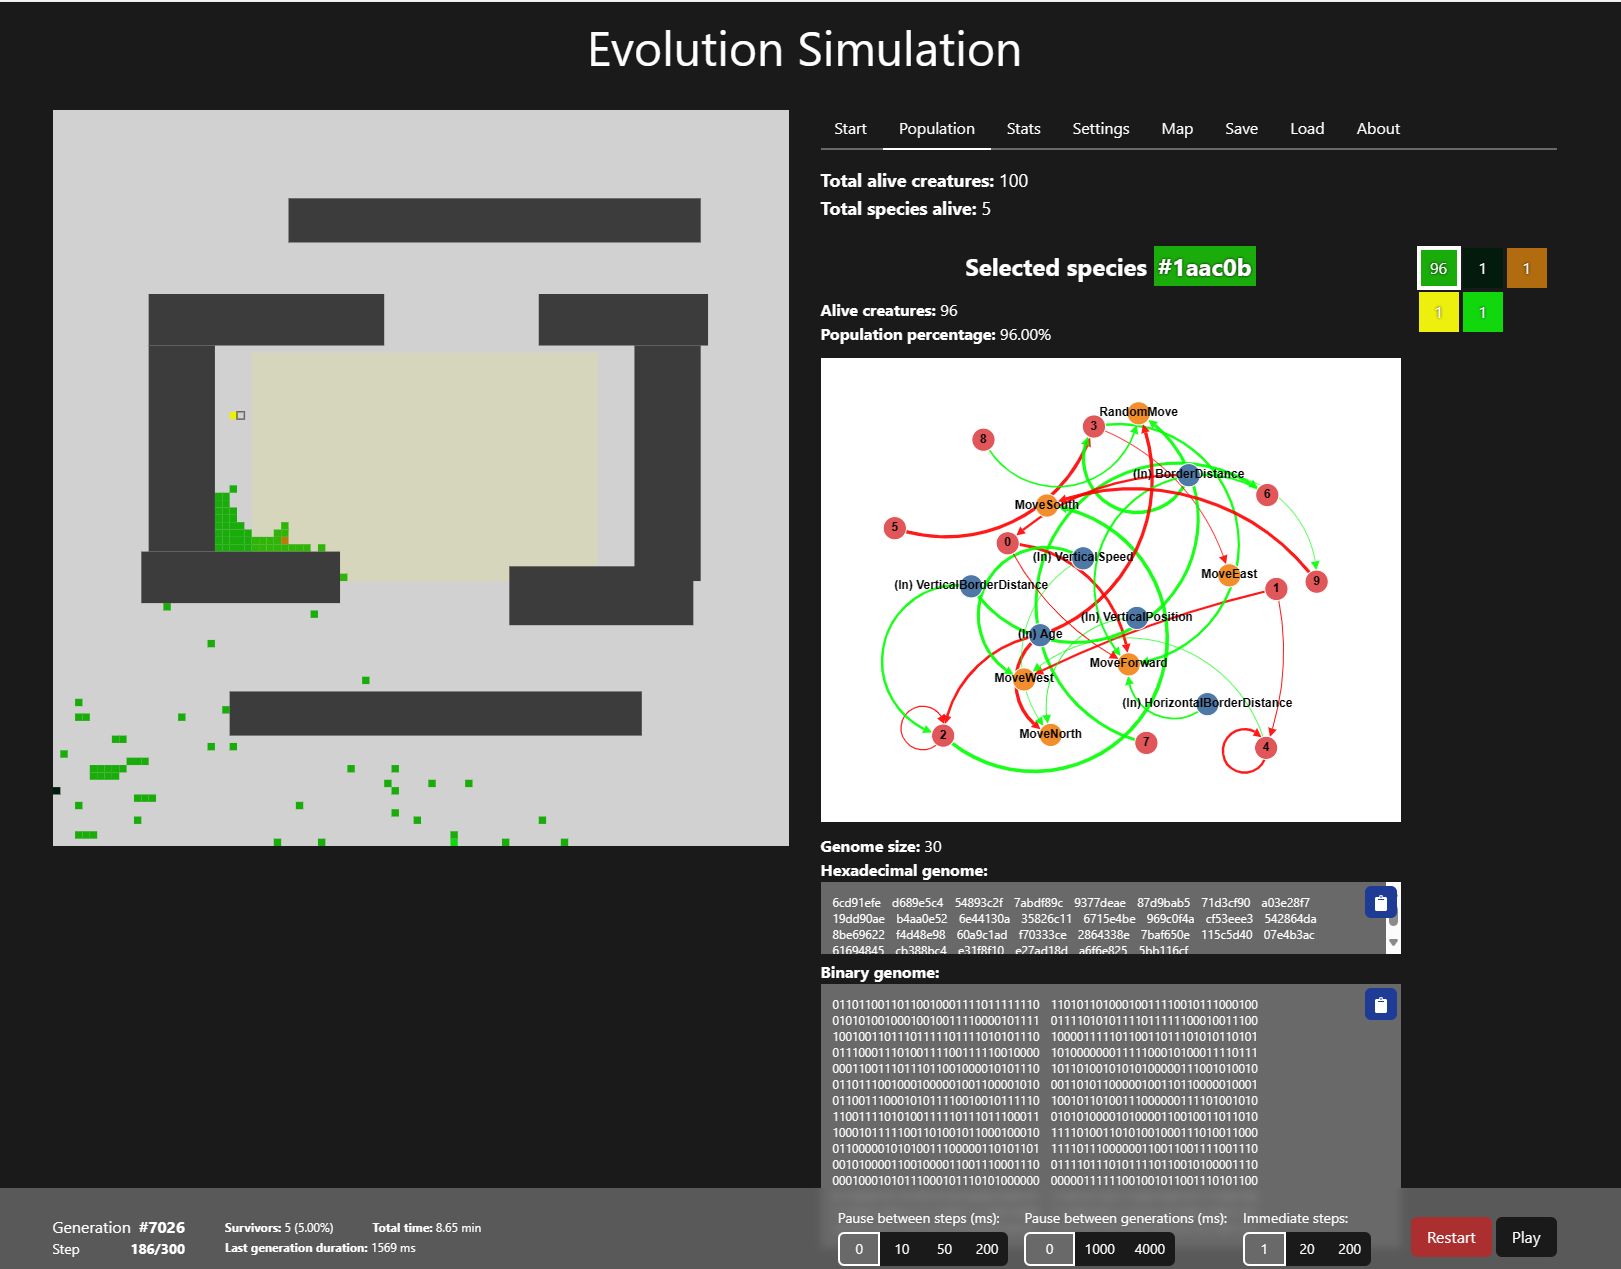 Evolution Simulation
Start Population Stats Settings Map Save Load About
Total alive creatures: 100
Total species alive: 5
Selected species #1aac0b
96 1 1
1 1
Alive creatures: 96
Population percentage: 96.00%
RandomMove
3
8
(In) BorderDistance
6
MoveSouth
5
0
(In) VerticalSpeed
MoveEast
9
(In) VerticalBorderDistance
1
(In) VerticalPosition
(In) Age
MoveForward
MoveWest
(In) HorizontalBorderDistance
2
MoveNorth
7
4
Genome size: 30
Hexadecimal genome:
6cd91efe d689e5c4 54893c2f 7abdf89c 9377deae 87d9bab5 71d3cf90 a03e28f7
19dd90ae b4aa0e52 6e44130a 35826c11 6715e4be 969c0f4a cf53eee3 542864da
8be69622 f4d48e98 60a9c1ad f70333ce 2864338e 7baf650e 115c5d40 07e4b3ac
61694845 cb388bc4 e31f8f10 e27ad18d a6f6e825 5bb116cf
Binary genome:
01101100110110010001111011111110 11010110100010011110010111000100
01010100100010010011110000101111 01111010101111011111100010011100
10010011011101111101111010101110 10000111110110011011101010110101
01110001110100111100111110010000 10100000001111100010100011110111
00011001110111011001000010101110 10110100101010100000111001010010
01101110010001000001001100001010 00110101100000100110110000010001
01100111000101011110010010111110 10010110100111000000111101001010
11001111010100111110111011100011 01010100001010000110010011011010
10001011111001101001011000100010 11110100110101001000111010011000
01100000101010011100000110101101 11110111000000110011001111001110
00101000011001000011001110001110 01111011101011110110010100001110
00010001010111000101110101000000 00000111111001001011001110101100
Generation #7026
Step 186/300
Survivors: 5 (5.00%) Total time: 8.65 min
Last generation duration: 1569 ms
Pause between steps (ms):
0 10 50 200
Pause between generations (ms):
0 1000 4000
Immediate steps:
1 20 200
Restart Play